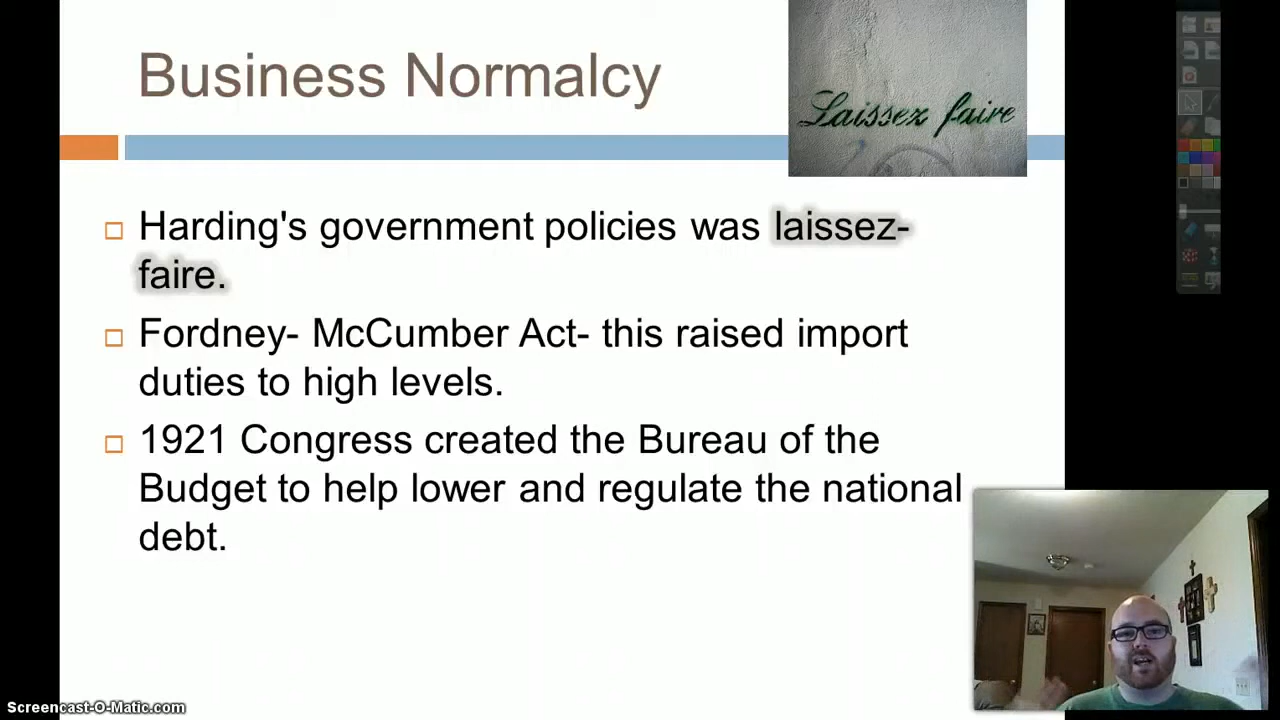 Business Normalcy
Laissez faire
Harding's government policies was laissez-
faire.
Fordney- McCumber Act- this raised import
duties to high levels.
1921 Congress created the Bureau of the
Budget to help lower and regulate the national
debt.
Screencast-O-Matic.com